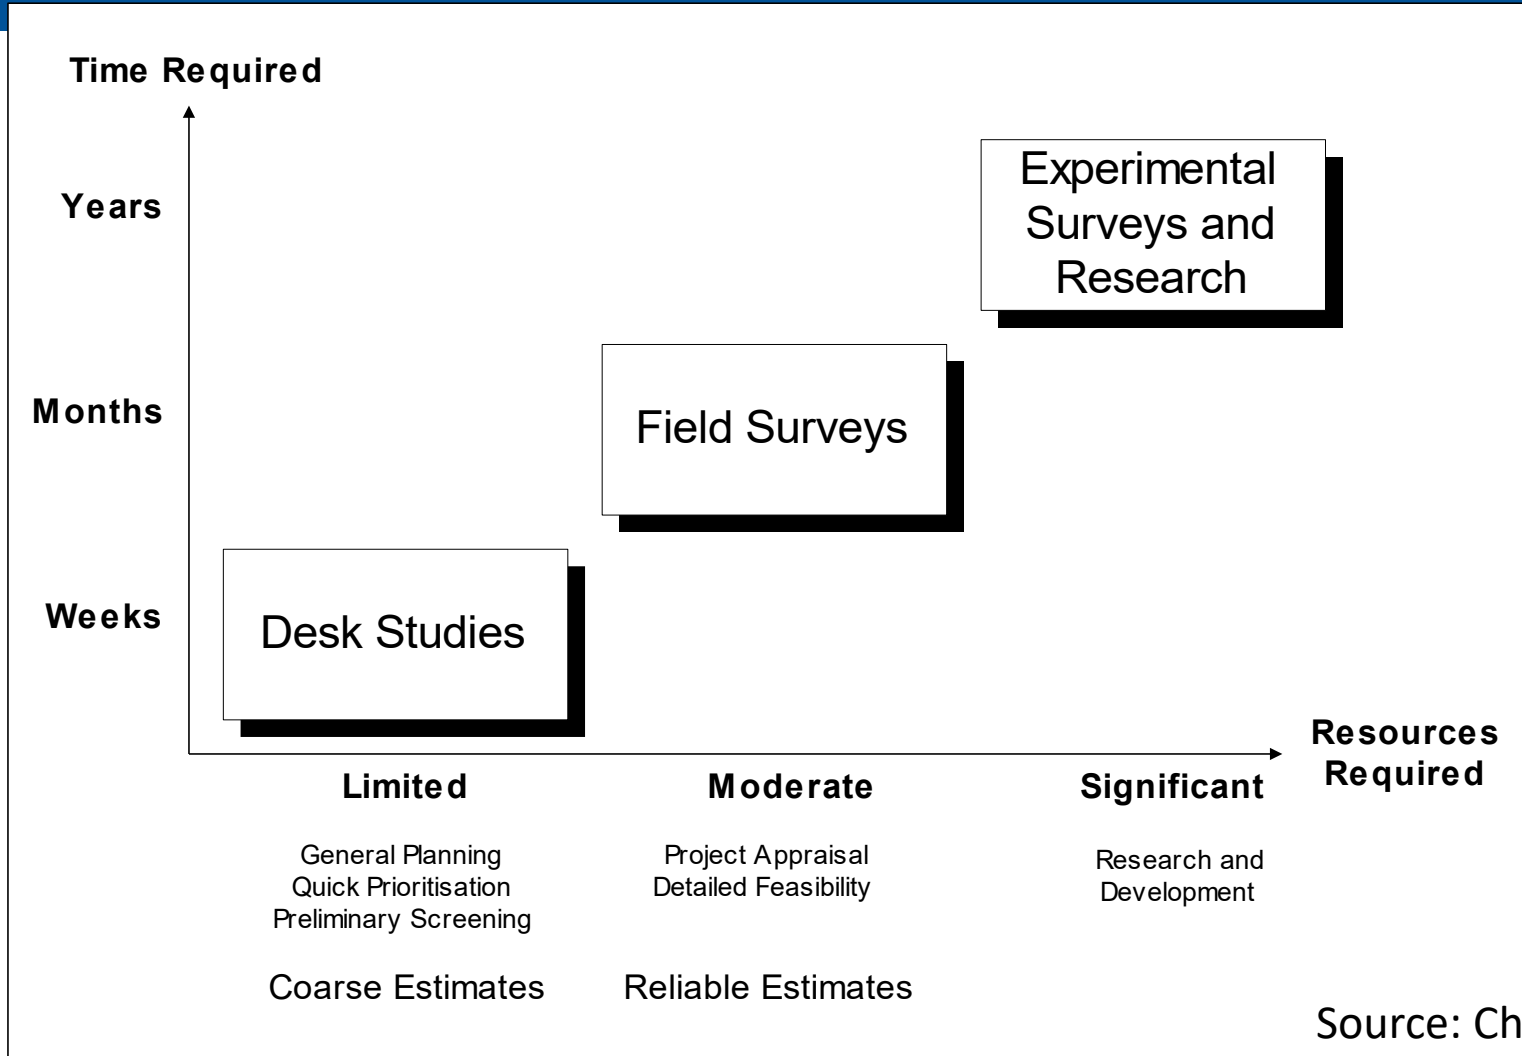 Time Required
Years
Experimental
Surveys and
Research
Months
Field Surveys
Weeks
Desk Studies
Resources
Required
Limited
Moderate
Significant
General Planning
Quick Prioritisation
Preliminary Screening
Project Appraisal
Detailed Feasibility
Research and
Development
Coarse Estimates
Reliable Estimates
Source: Ch